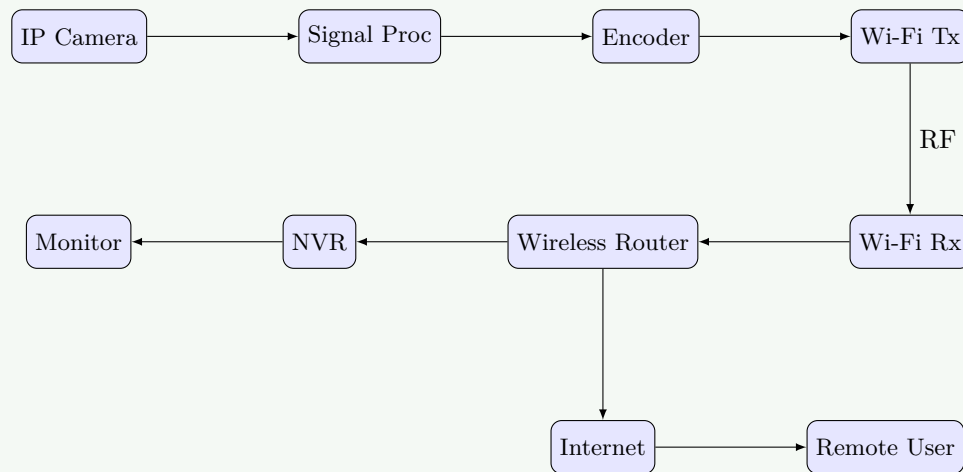 IP Camera
Signal Proc
Encoder
Wi-Fi Tx
RF
Monitor
NVR
Wireless Router
Wi-Fi Rx
Internet
Remote User